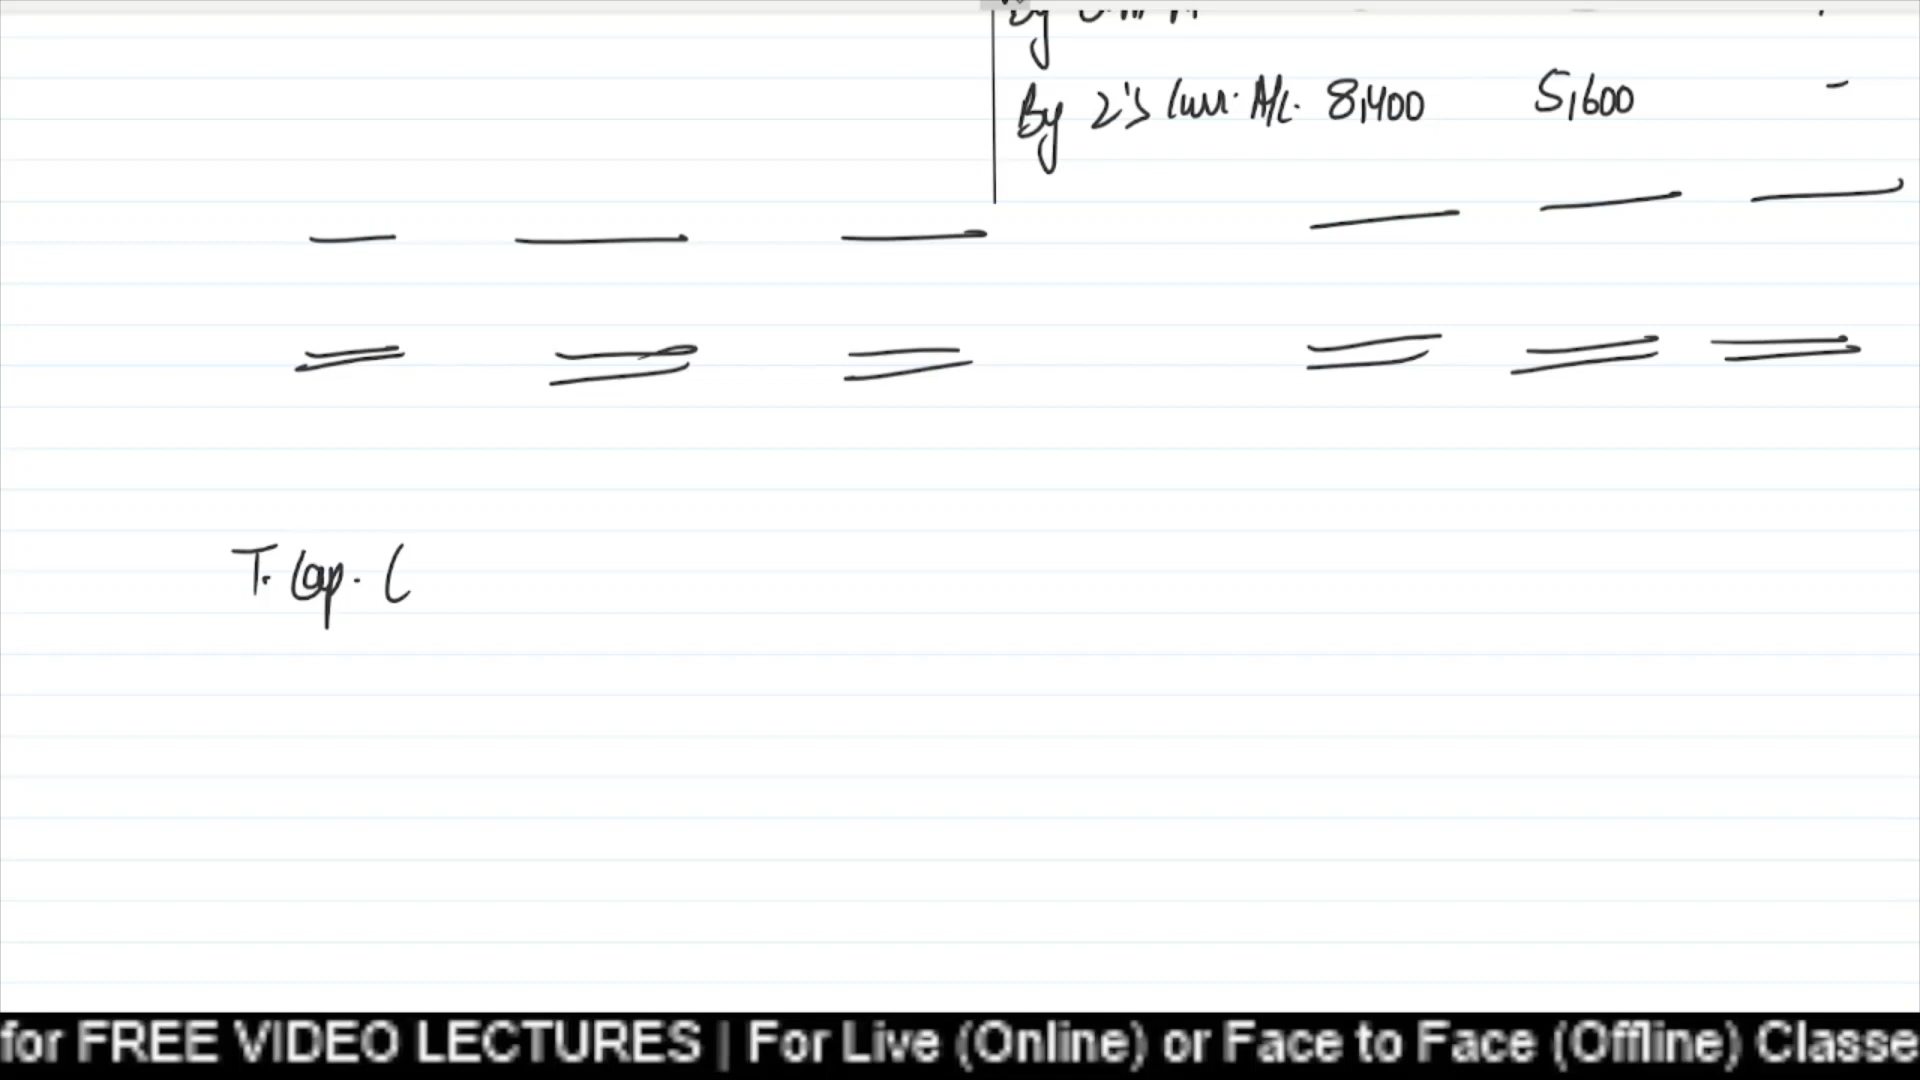 By
By Z's Curr. A/c. 8,400 5,600 -
T. Cap. (
for FREE VIDEO LECTURES | For Live (Online) or Face to Face (Offline) Classe